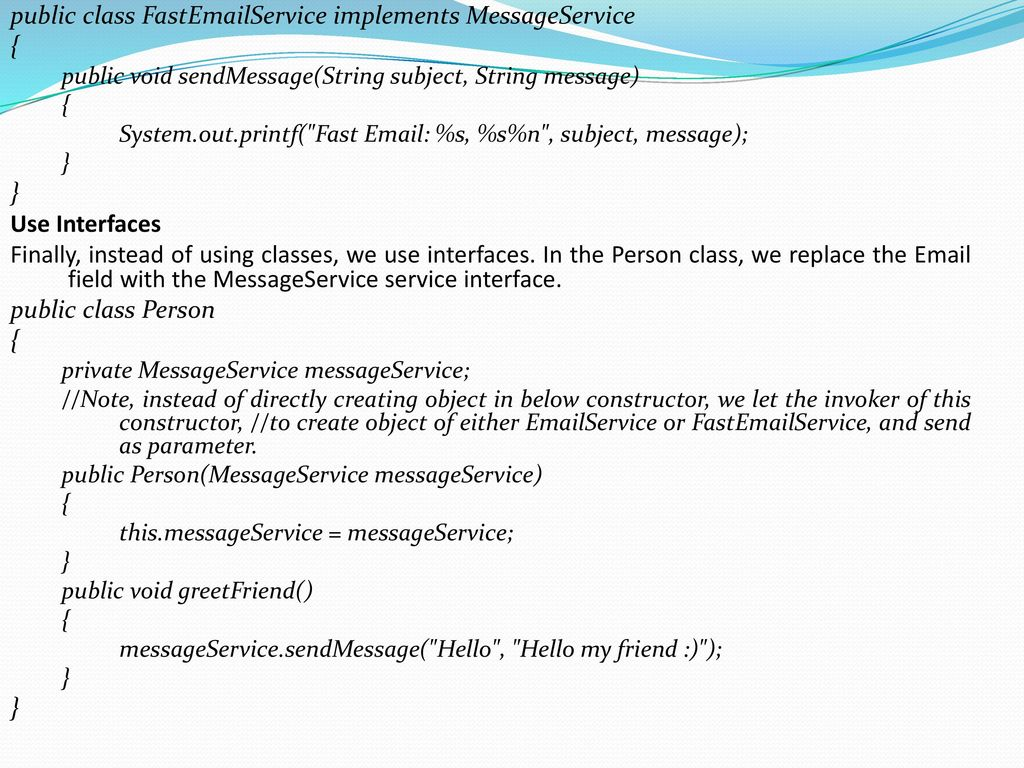 public class FastEmailService implements MessageService
{
public void sendMessage(String subject, String message)
{
System.out.printf("Fast Email: %s, %s%n", subject, message);
}
}
Use Interfaces
Finally, instead of using classes, we use interfaces. In the Person class, we replace the Email
field with the MessageService service interface.
public class Person
{
private MessageService messageService;
//Note, instead of directly creating object in below constructor, we let the invoker of this
constructor, //to create object of either EmailService or FastEmailService, and send
as parameter.
public Person(MessageService messageService)
{
this.messageService = messageService;
}
public void greetFriend()
{
messageService.sendMessage("Hello", "Hello my friend :)");
}
}